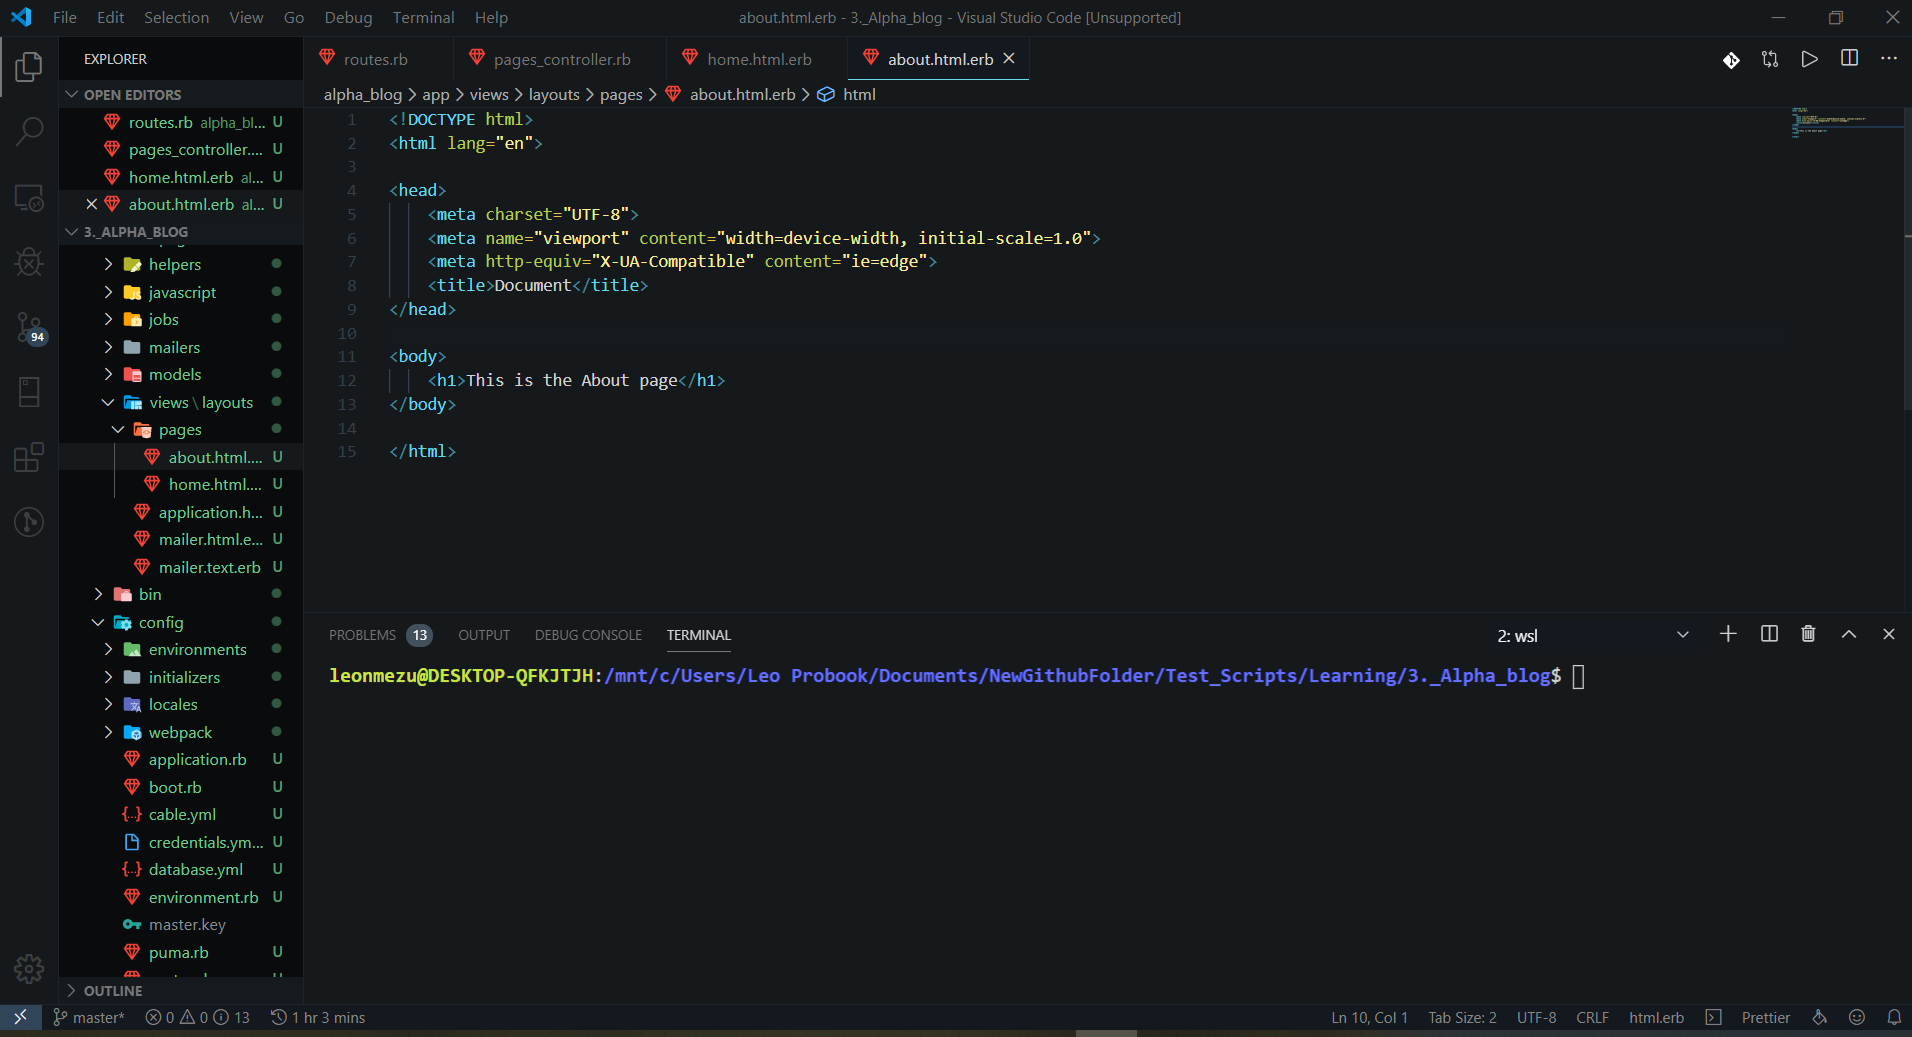 File Edit Selection View Go Debug Terminal Help about.html.erb - 3._Alpha_blog - Visual Studio Code [Unsupported]
EXPLORER
routes.rb pages_controller.rb home.html.erb about.html.erb
OPEN EDITORS
routes.rb alpha_bl... U
pages_controller.... U
home.html.erb al... U
about.html.erb al... U
3._ALPHA_BLOG
helpers
javascript
jobs
mailers
models
views \ layouts
pages
about.html.... U
home.html.... U
application.h... U
mailer.html.e... U
mailer.text.erb U
bin
config
environments
initializers
locales
webpack
application.rb U
boot.rb U
cable.yml U
credentials.ym... U
database.yml U
environment.rb U
master.key
puma.rb U
OUTLINE
94
alpha_blog > app > views > layouts > pages > about.html.erb > html
1 <!DOCTYPE html>
2 <html lang="en">
3
4 <head>
5 <meta charset="UTF-8">
6 <meta name="viewport" content="width=device-width, initial-scale=1.0">
7 <meta http-equiv="X-UA-Compatible" content="ie=edge">
8 <title>Document</title>
9 </head>
10
11 <body>
12 <h1>This is the About page</h1>
13 </body>
14
15 </html>
PROBLEMS 13 OUTPUT DEBUG CONSOLE TERMINAL 2: wsl
leonmezu@DESKTOP-QFKJTJH:/mnt/c/Users/Leo Probook/Documents/NewGithubFolder/Test_Scripts/Learning/3._Alpha_blog$
master* 0 0 13 1 hr 3 mins Ln 10, Col 1 Tab Size: 2 UTF-8 CRLF html.erb Prettier